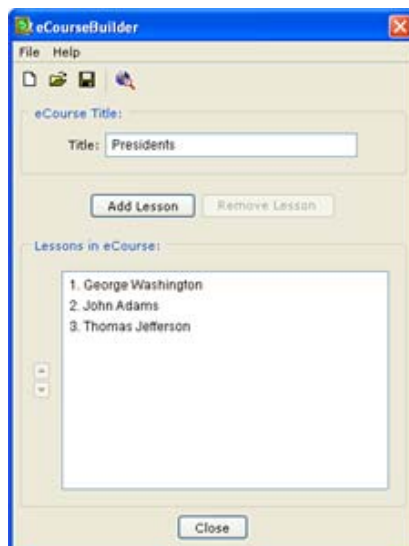 eCourseBuilder
File Help
eCourse Title:
Title: Presidents
Add Lesson Remove Lesson
Lessons in eCourse:
1. George Washington
2. John Adams
3. Thomas Jefferson
Close